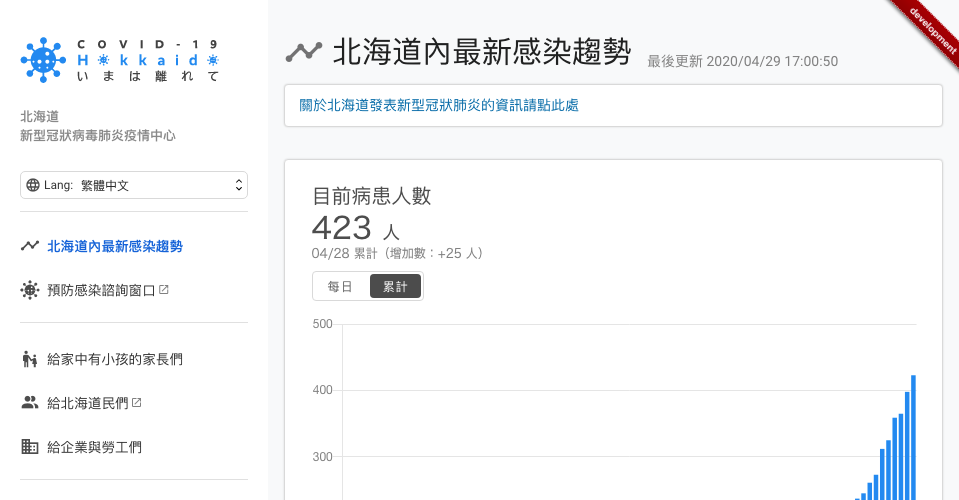 COVID-19
Hokkaido
いまは離れて
北海道
新型冠狀病毒肺炎疫情中心
Lang: 繁體中文
北海道內最新感染趨勢
預防感染諮詢窗口
給家中有小孩的家長們
給北海道民們
給企業與勞工們
development
北海道內最新感染趨勢 最後更新 2020/04/29 17:00:50
關於北海道發表新型冠狀肺炎的資訊請點此處
目前病患人數
423 人
04/28 累計（增加數：+25 人）
每日 累計
500
400
300